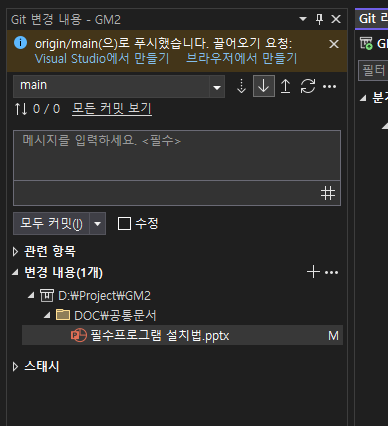 Git 변경 내용 - GM2
origin/main(으)로 푸시했습니다. 끌어오기 요청:
Visual Studio에서 만들기 브라우저에서 만들기
main
0 / 0 모든 커밋 보기
메시지를 입력하세요. <필수>
모두 커밋(I) 수정
관련 항목
변경 내용(1개)
D:₩Project₩GM2
DOC₩공통문서
필수프로그램 설치법.pptx M
스태시
Git
필터